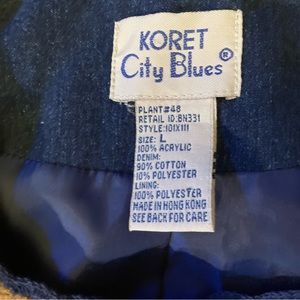 KORET
City Blues®
PLANT#48
RETAIL ID:BN331
STYLE:101X111
SIZE: L
100% ACRYLIC
DENIM:
90% COTTON
10% POLYESTER
LINING:
100% POLYESTER
MADE IN HONG KONG
SEE BACK FOR CARE